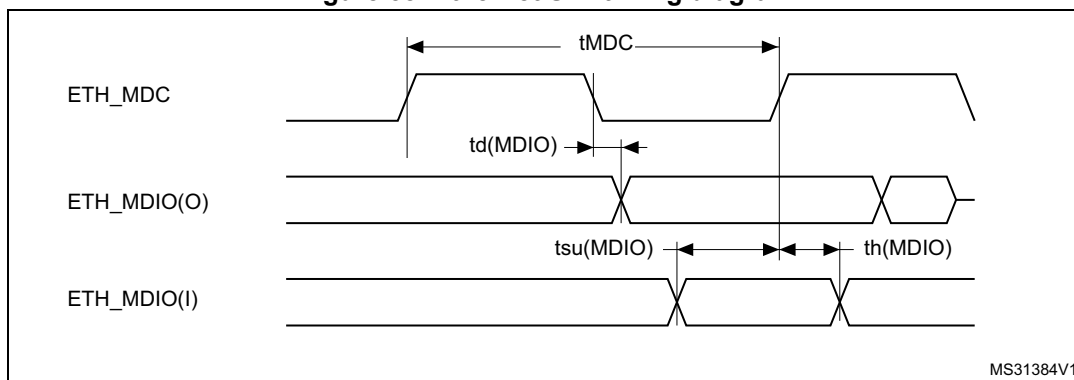 tMDC
ETH_MDC
td(MDIO)
ETH_MDIO(O)
tsu(MDIO) th(MDIO)
ETH_MDIO(I)
MS31384V1